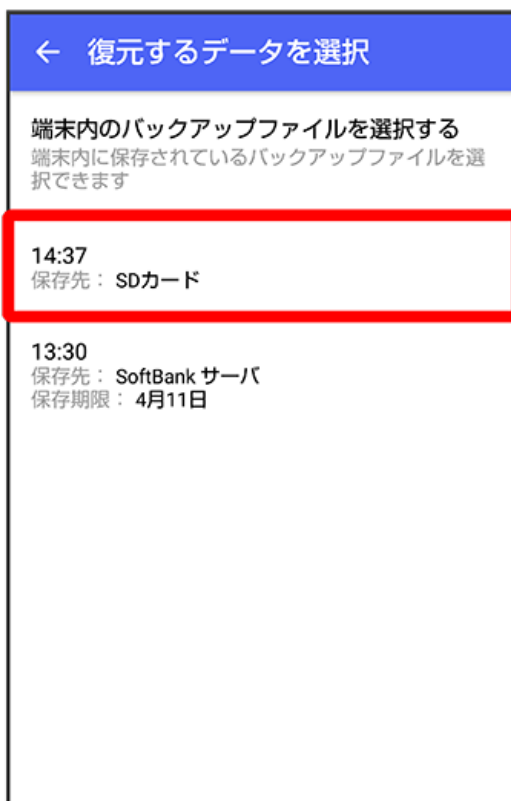 ← 復元するデータを選択
端末内のバックアップファイルを選択する
端末内に保存されているバックアップファイルを選
択できます
14:37
保存先： SDカード
13:30
保存先： SoftBank サーバ
保存期限： 4月11日